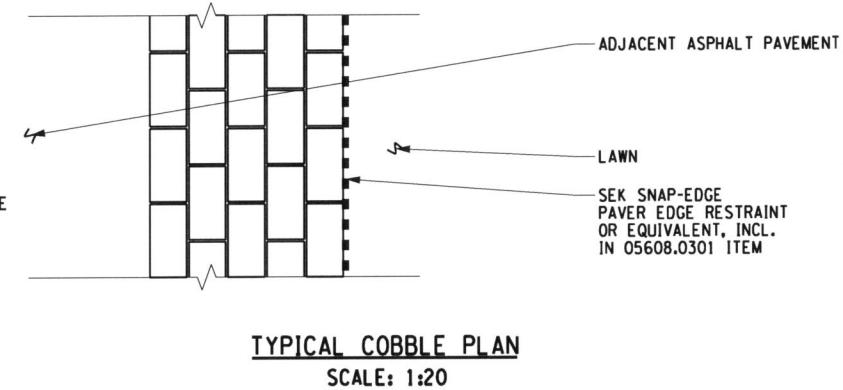 ADJACENT ASPHALT PAVEMENT
LAWN
E
SEK SNAP-EDGE
PAVER EDGE RESTRAINT
OR EQUIVALENT, INCL.
IN 05608.0301 ITEM
TYPICAL COBBLE PLAN
SCALE: 1:20